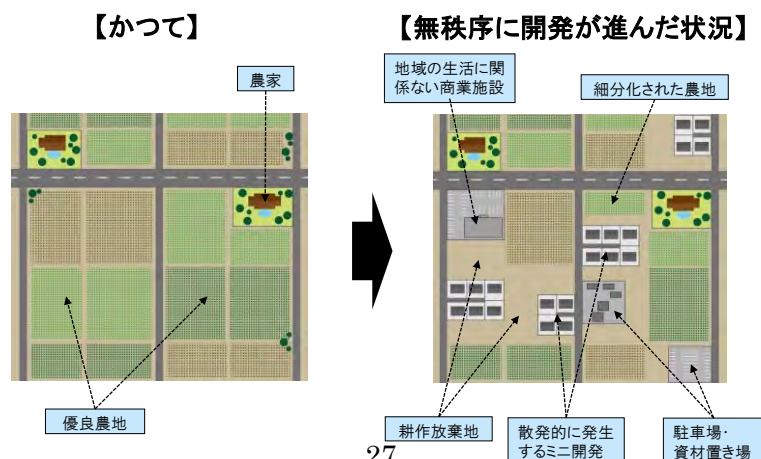 【かつて】
【無秩序に開発が進んだ状況】
農家
地域の生活に関
係ない商業施設
細分化された農地
優良農地
耕作放棄地
散発的に発生
するミニ開発
駐車場・
資材置き場
27